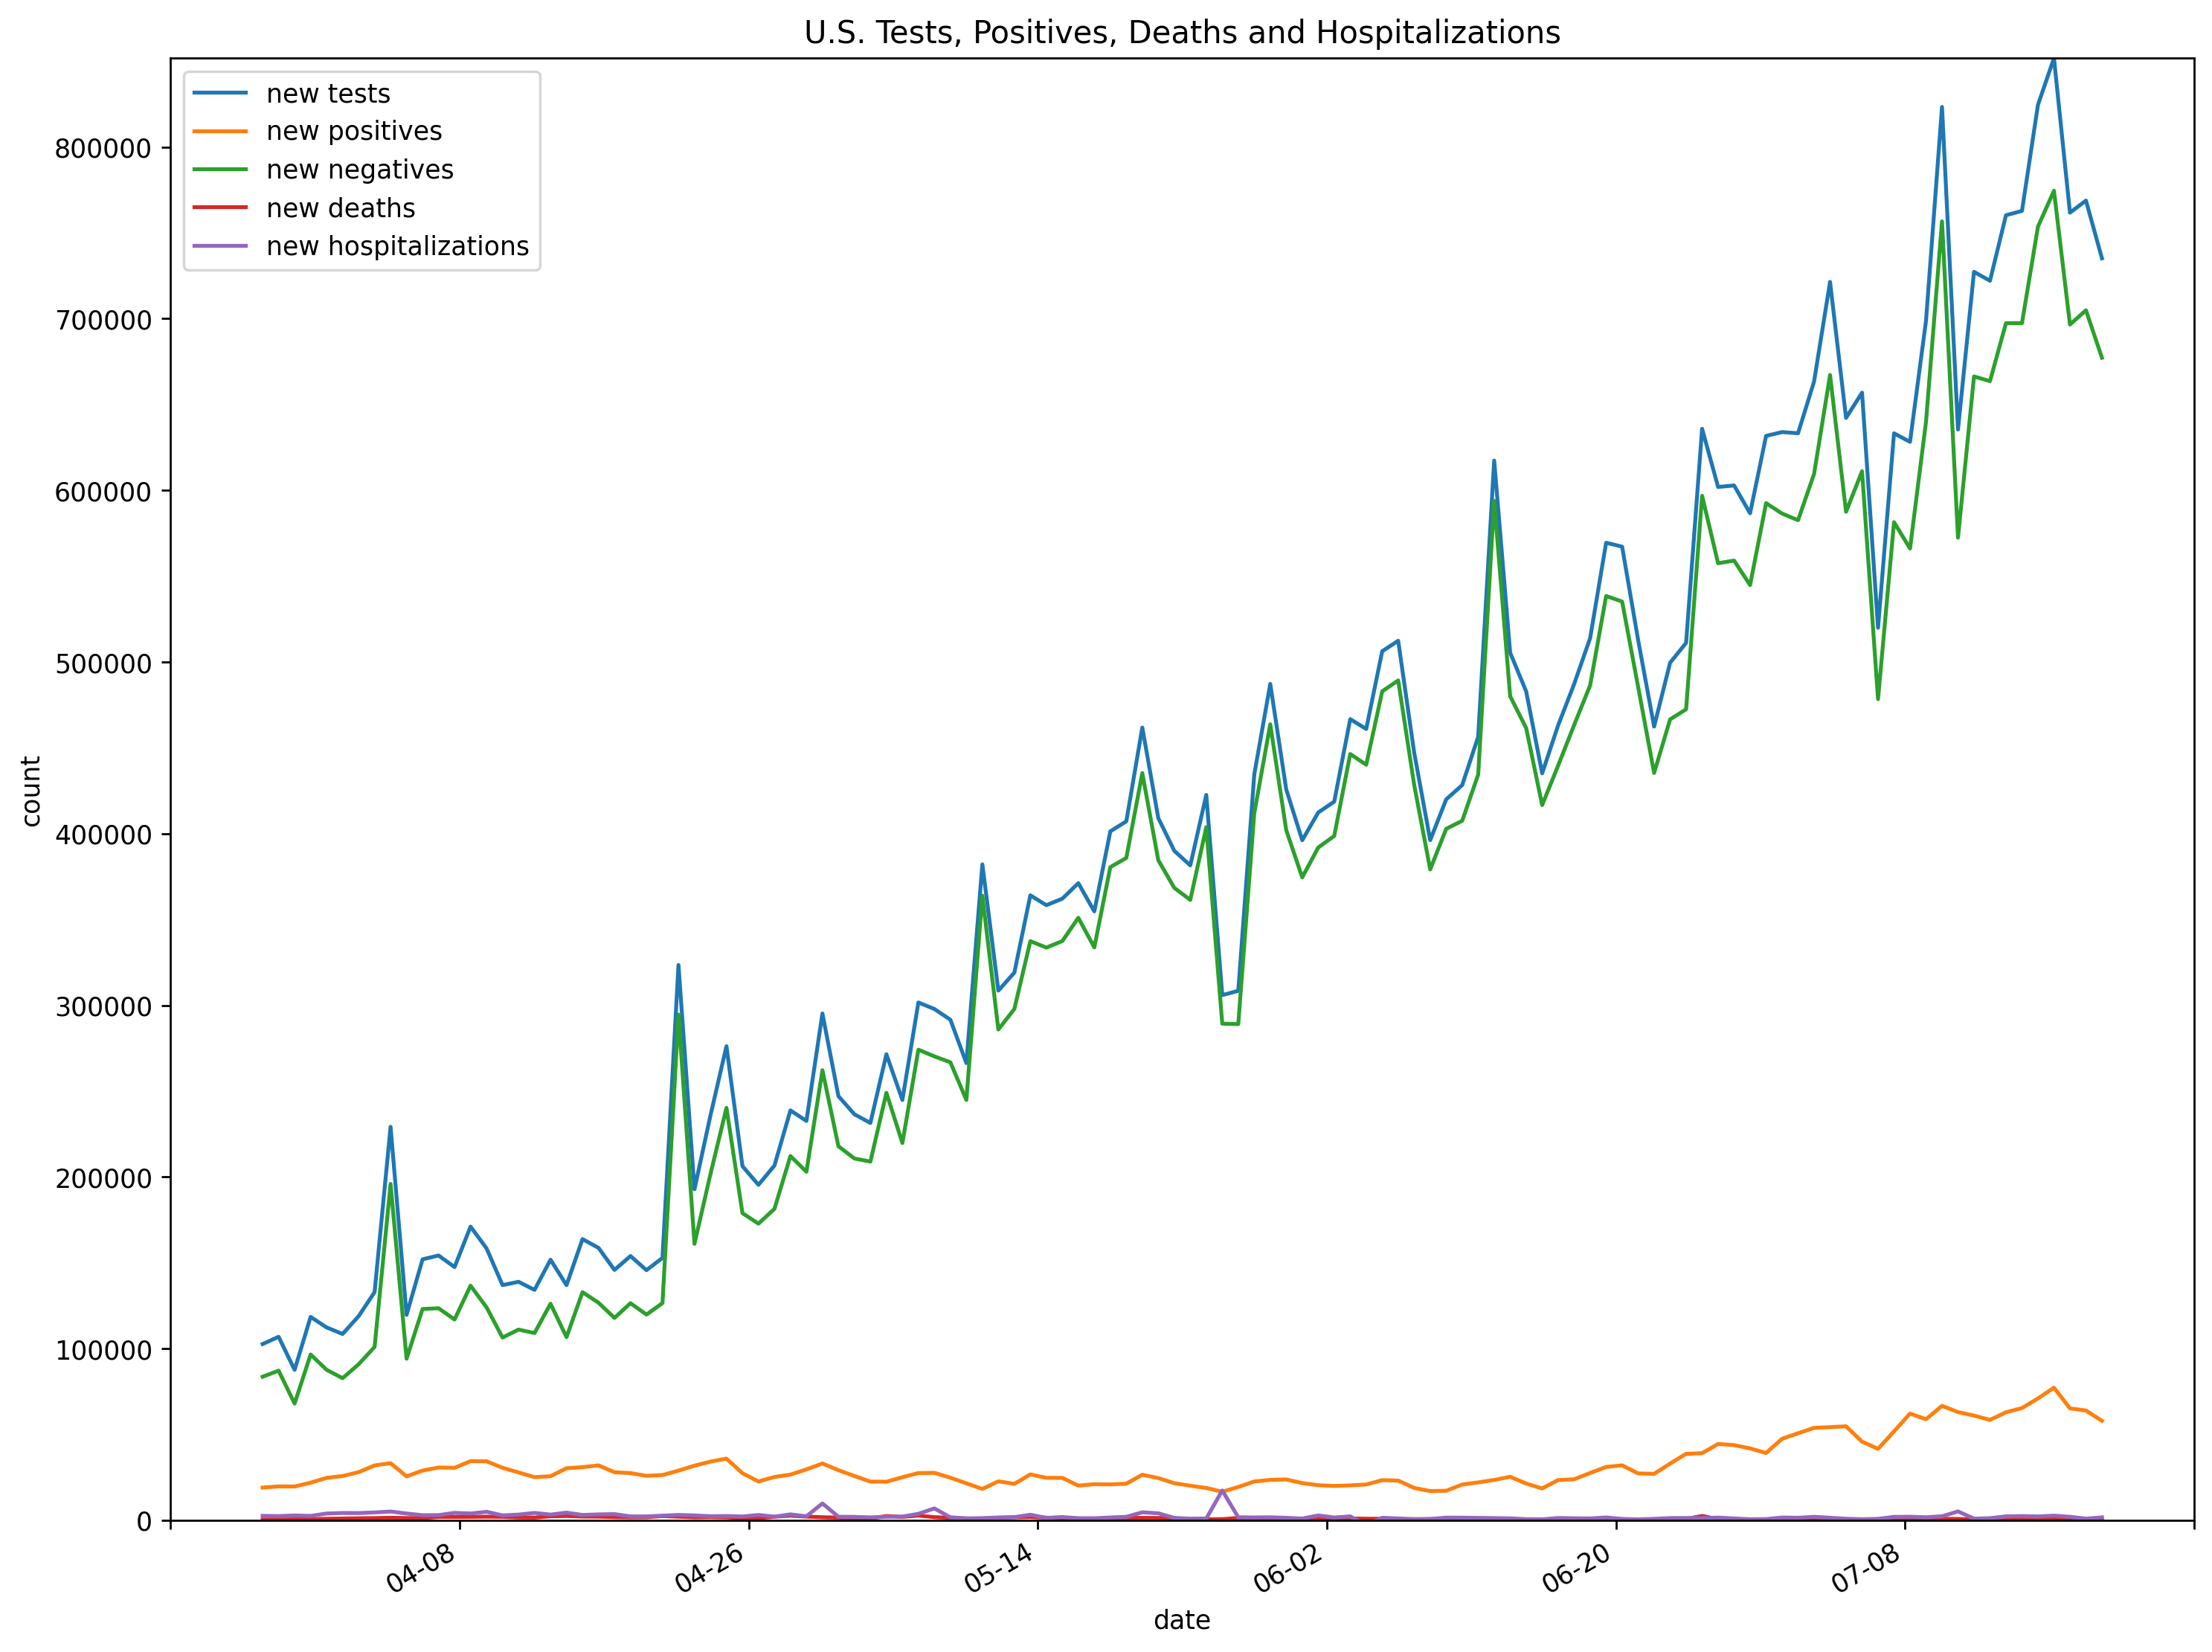 U.S. Tests, Positives, Deaths and Hospitalizations
new tests
new positives
new negatives
new deaths
new hospitalizations
800000
700000
600000
500000
400000
300000
200000
100000
0
count
04-08
04-26
05-14
06-02
06-20
07-08
date